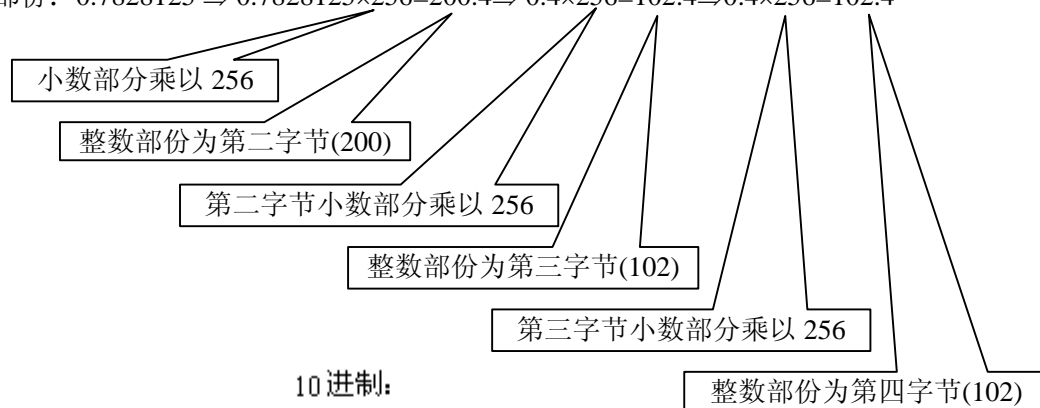 部份：0.7828125 ⇒ 0.7828125×256=200.4⇒ 0.4×256=102.4⇒0.4×256=102.4
小数部分乘以 256
整数部份为第二字节(200)
第二字节小数部分乘以 256
整数部份为第三字节(102)
第三字节小数部分乘以 256
整数部份为第四字节(102)
10进制: